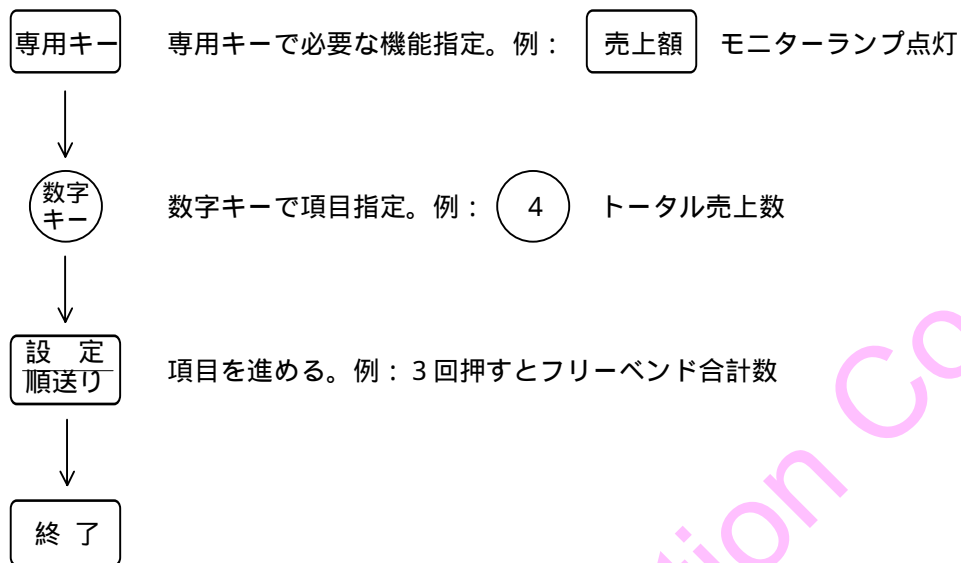 専用キー 専用キーで必要な機能指定。例： 売上額 モニターランプ点灯
数字
キー
数字キーで項目指定。例： 4 トータル売上数
設 定
順送り
項目を進める。例：３回押すとフリーベンド合計数
終 了
tion Co